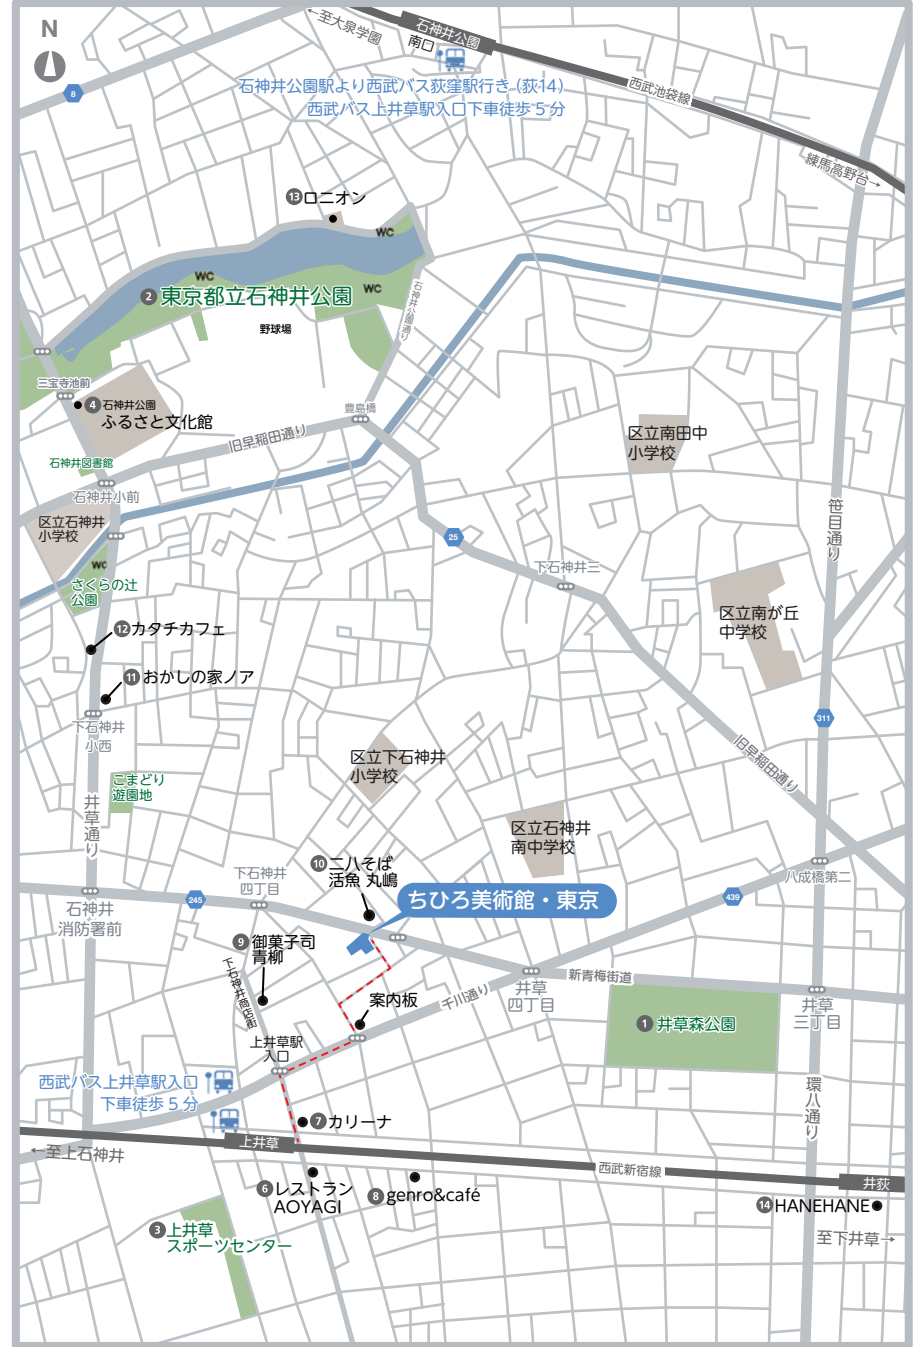 N
←至大泉学園
石神井公園
南口
8
石神井公園駅より西武バス荻窪駅行き（荻14）
西武バス上井草駅入口下車徒歩５分
西武池袋線
練馬高野台→
13 ロニオン
WC
WC
WC
2 東京都立石神井公園
石神井公園通り
野球場
三宝寺池前
4 石神井公園
ふるさと文化館
豊島橋
旧早稲田通り
区立南田中
小学校
石神井図書館
石神井小前
笹目通り
区立石神井
小学校
25
WC
さくらの辻
公園
下石神井三
区立南が丘
中学校
12 カタチカフェ
11 おかしの家ノア
下石神井
小西
311
旧早稲田通り
区立下石神井
小学校
こまどり
遊園地
井草通り
区立石神井
南中学校
10 二八そば
活魚 丸嶋
下石神井
四丁目
八成橋第二
245
ちひろ美術館・東京
439
石神井
消防署前
9 御菓子司
青柳
下石神井商店街
新青梅街道
井草
四丁目
千川通り
案内板
井草
三丁目
1 井草森公園
上井草駅
入口
西武バス上井草駅入口
下車徒歩５分
環八通り
7 カリーナ
上井草
←至上石神井
西武新宿線
井荻
6 レストラン
AOYAGI
8 genro&café
14 HANEHANE
3 上井草
スポーツセンター
至下井草→